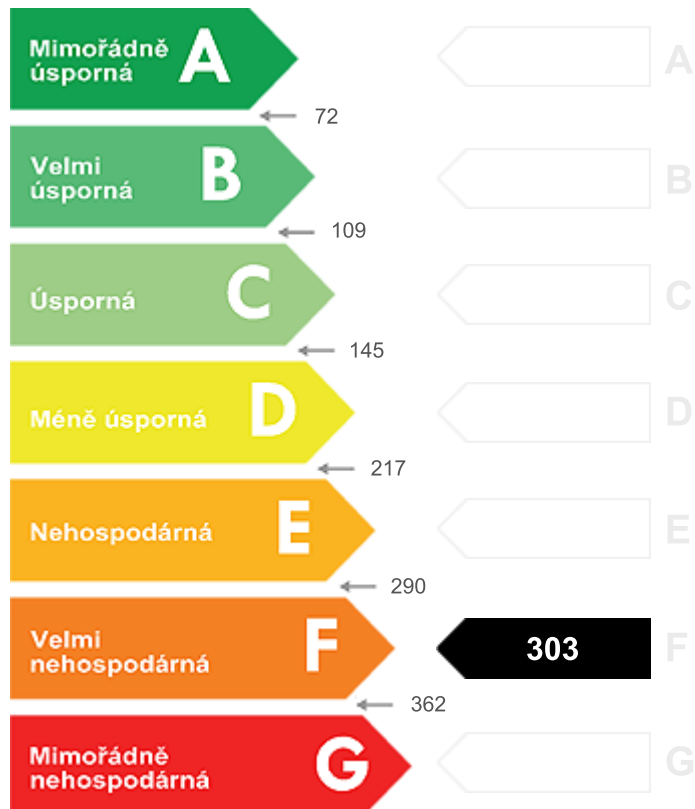 Mimořádně
úsporná
A
A
72
Velmi
úsporná
B
B
109
Úsporná
C
C
145
Méně úsporná
D
D
217
Nehospodárná
E
E
290
Velmi
nehospodárná
F
303
F
362
Mimořádně
nehospodárná
G
G